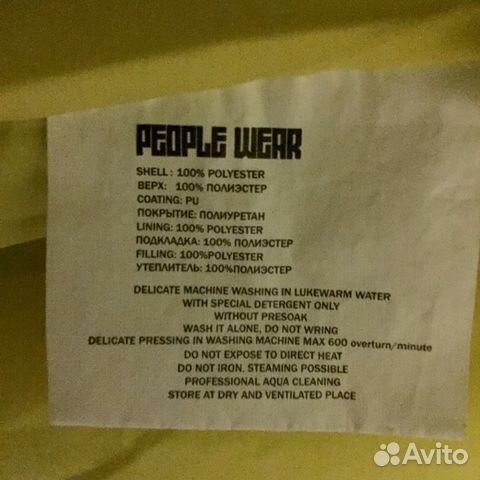 PEOPLE WEAR
SHELL: 100% POLYESTER
ВЕРХ: 100% ПОЛИЭСТЕР
COATING: PU
ПОКРЫТИЕ: ПОЛИУРЕТАН
LINING: 100% POLYESTER
ПОДКЛАДКА: 100% ПОЛИЭСТЕР
FILLING: 100%POLYESTER
УТЕПЛИТЕЛЬ: 100%ПОЛИЭСТЕР
DELICATE MACHINE WASHING IN LUKEWARM WATER
WITH SPECIAL DETERGENT ONLY
WITHOUT PRESOAK
WASH IT ALONE, DO NOT WRING
DELICATE PRESSING IN WASHING MACHINE MAX 600 overturn/minute
DO NOT EXPOSE TO DIRECT HEAT
DO NOT IRON, STEAMING POSSIBLE
PROFESSIONAL AQUA CLEANING
STORE AT DRY AND VENTILATED PLACE
Avito